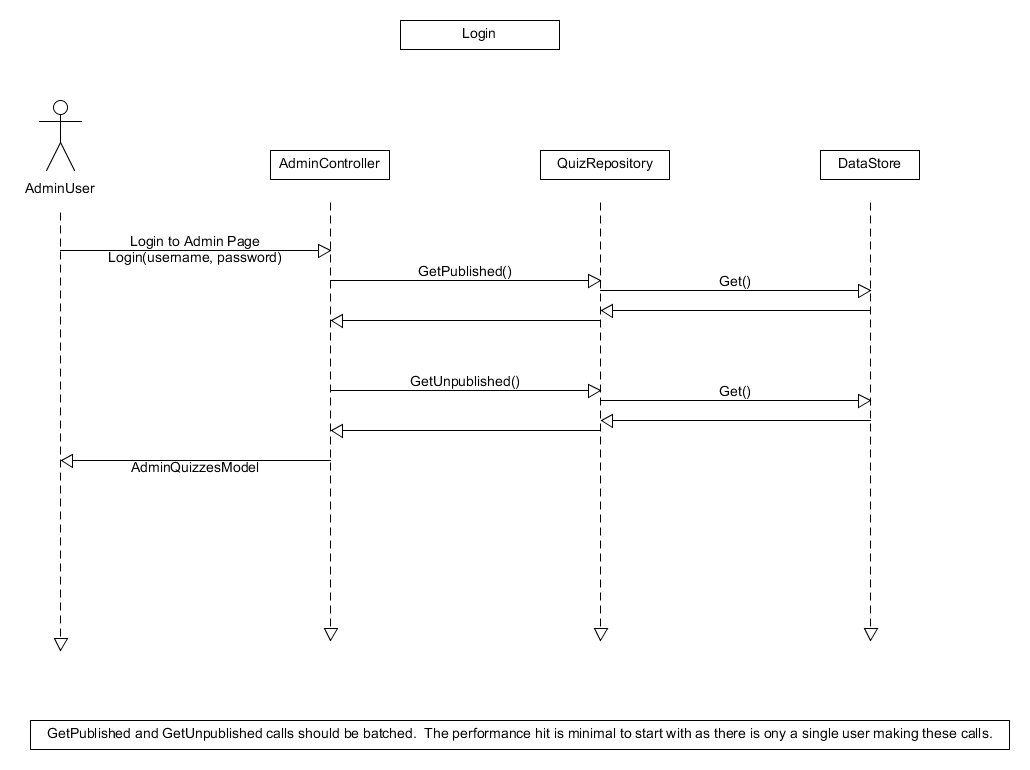 Login
AdminUser
AdminController
QuizRepository
DataStore
Login to Admin Page
Login(username, password)
GetPublished()
Get()
GetUnpublished()
Get()
AdminQuizzesModel
GetPublished and GetUnpublished calls should be batched.  The performance hit is minimal to start with as there is ony a single user making these calls.